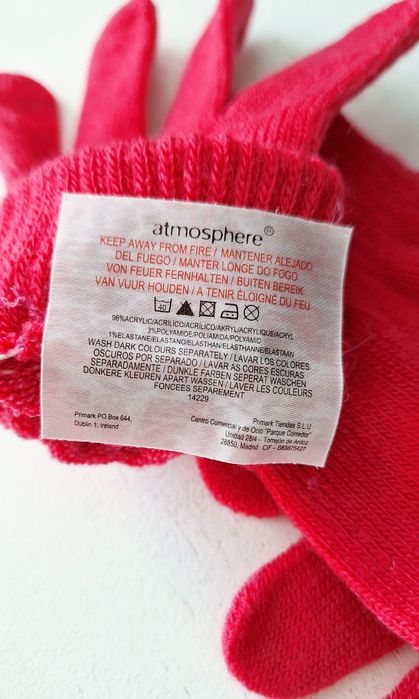 atmosphere®
KEEP AWAY FROM FIRE / MANTENER ALEJADO
DEL FUEGO / MANTER LONGE DO FOGO
VON FEUER FERNHALTEN / BUITEN BEREIK
VAN VUUR HOUDEN / A TENIR ÉLOIGNÉ DU FEU
40
96%ACRYLIC/ACRILICO/ACRÍLICO/AKRYL/ACRYLIQUE/ACRYL
3%POLYAMIDE/POLIAMIDA/POLYAMID
1%ELASTANE/ELASTANO/ELASTHAN/ELASTHANNE/ELASTAAN
WASH DARK COLOURS SEPARATELY / LAVAR LOS COLORES
OSCUROS POR SEPARADO / LAVAR AS CORES ESCURAS
SEPARADAMENTE / DUNKLE FARBEN SEPERAT WASCHEN
DONKERE KLEUREN APART WASSEN / LAVER LES COULEURS
FONCEES SEPAREMENT
14229
Primark PO Box 644,
Dublin 1, Ireland
Primark Tiendas S.L.U
Centro Comercial y de Ocio "Parque Corredor"
Unidad 28/4 - Torrejón de Ardoz
28850, Madrid CIF - B83875427